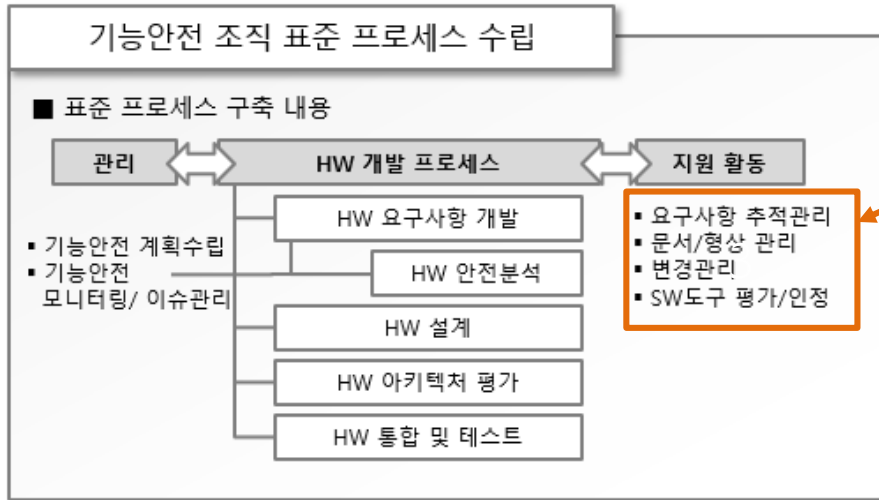 기능안전 조직 표준 프로세스 수립
■ 표준 프로세스 구축 내용
관리
HW 개발 프로세스
지원 활동
▪ 기능안전 계획수립
▪ 기능안전
모니터링/ 이슈관리
HW 요구사항 개발
HW 안전분석
HW 설계
HW 아키텍처 평가
HW 통합 및 테스트
▪ 요구사항 추적관리
▪ 문서/형상 관리
▪ 변경관리
▪ SW도구 평가/인정